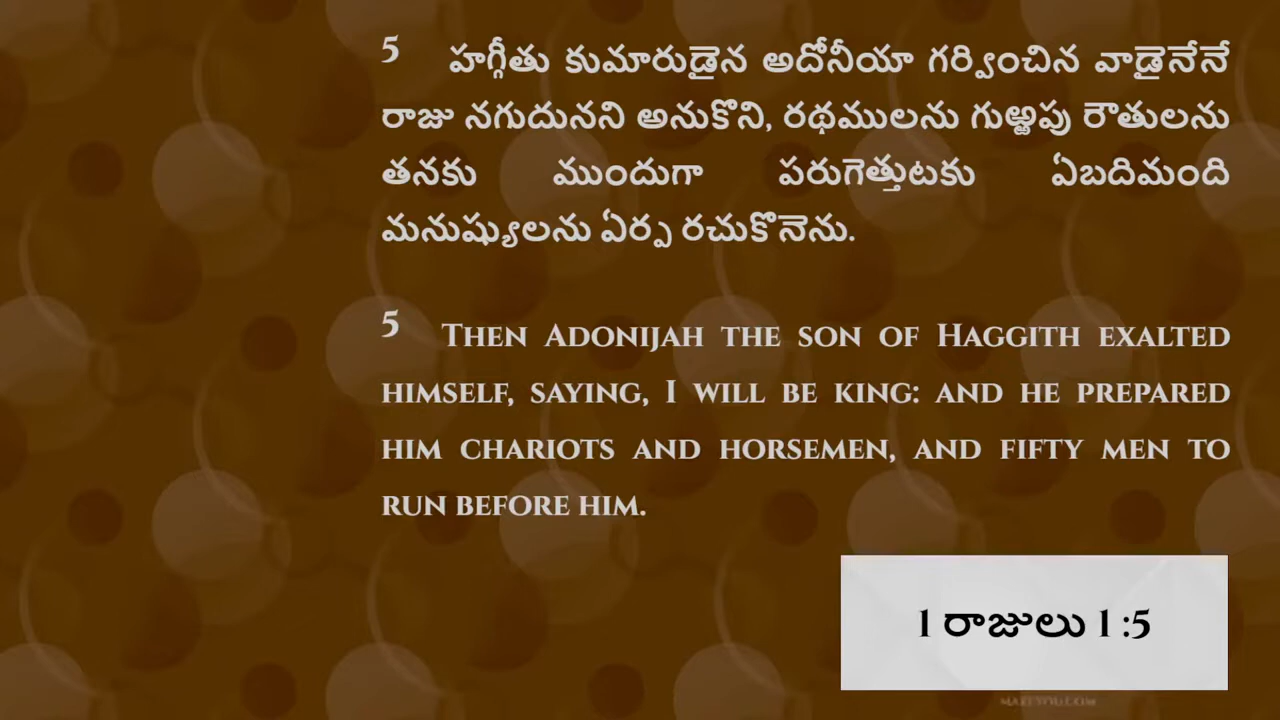 5 హగ్గీతు కుమారుడైన అదోనీయా గర్వించిన వాడైనేనే
రాజు నగుదునని అనుకొని, రథములను గుఱ్ఱపు రౌతులను
తనకు ముందుగా పరుగెత్తుటకు ఏబదిమంది
మనుష్యులను ఏర్ప రచుకొనెను.
5 Then Adonijah the son of Haggith exalted
himself, saying, I will be king: and he prepared
him chariots and horsemen, and fifty men to
run before him.
1 రాజులు 1 :5